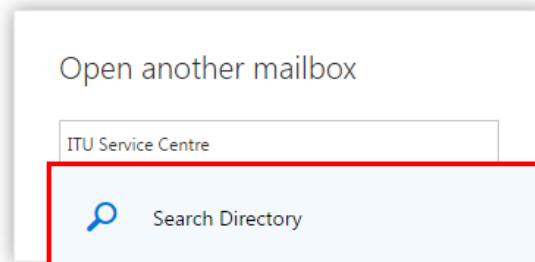 Open another mailbox
ITU Service Centre
Search Directory